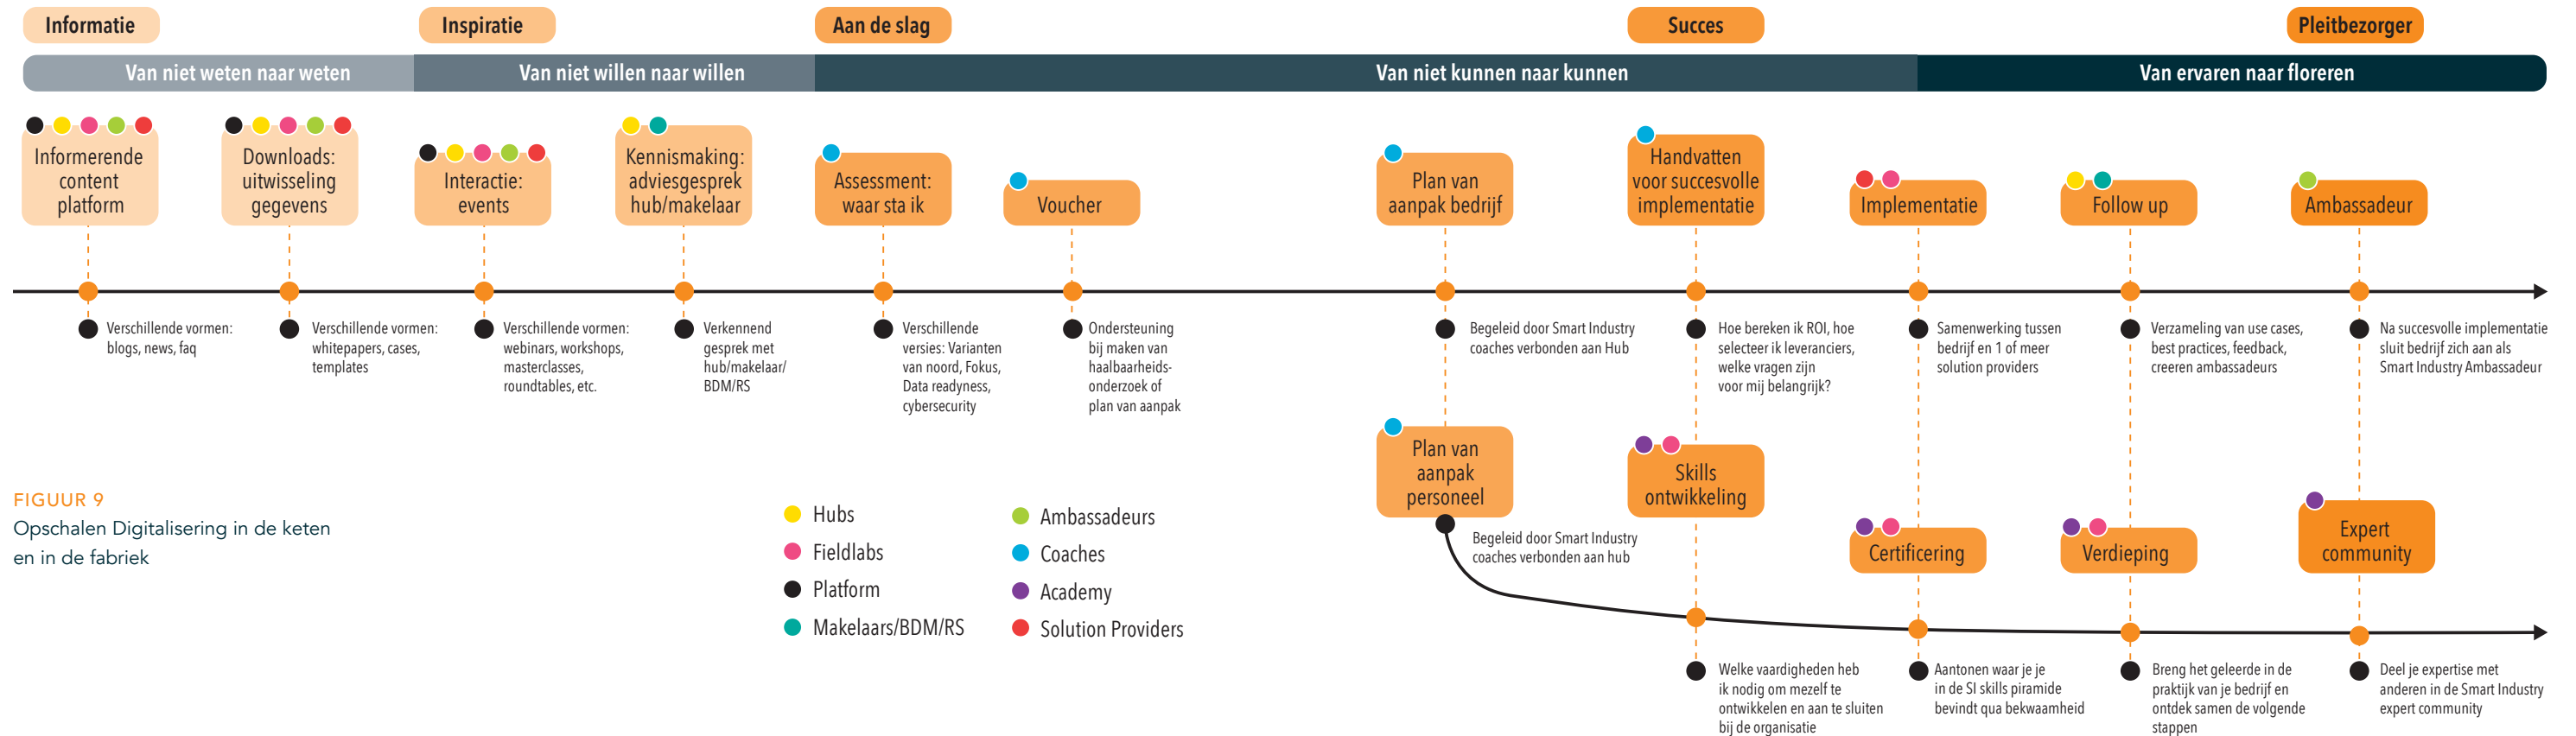 Informatie
Inspiratie
Aan de slag
Succes
Pleitbezorger
Van niet weten naar weten
Van niet willen naar willen
Van niet kunnen naar kunnen
Van ervaren naar floreren
Informerende
content
platform
Downloads:
uitwisseling
gegevens
Interactie:
events
Kennismaking:
adviesgesprek
hub/makelaar
Assessment:
waar sta ik
Voucher
Plan van
aanpak bedrijf
Handvatten
voor succesvolle
implementatie
Implementatie
Follow up
Ambassadeur
Verschillende vormen:
blogs, news, faq
Verschillende vormen:
whitepapers, cases,
templates
Verschillende vormen:
webinars, workshops,
masterclasses,
roundtables, etc.
Verkennend
gesprek met
hub/makelaar/
BDM/RS
Verschillende
versies: Varianten
van noord, Fokus,
Data readyness,
cybersecurity
Ondersteuning
bij maken van
haalbaarheids-
onderzoek of
plan van aanpak
Begeleid door Smart Industry
coaches verbonden aan Hub
Hoe bereken ik ROI, hoe
selecteer ik leveranciers,
welke vragen zijn
voor mij belangrijk?
Samenwerking tussen
bedrijf en 1 of meer
solution providers
Verzameling van use cases,
best practices, feedback,
creeren ambassadeurs
Na succesvolle implementatie
sluit bedrijf zich aan als
Smart Industry Ambassadeur
Plan van
aanpak
personeel
Begeleid door Smart Industry
coaches verbonden aan hub
Skills
ontwikkeling
Certificering
Verdieping
Expert
community
Welke vaardigheden heb
ik nodig om mezelf te
ontwikkelen en aan te sluiten
bij de organisatie
Aantonen waar je je
in de SI skills piramide
bevindt qua bekwaamheid
Breng het geleerde in de
praktijk van je bedrijf en
ontdek samen de volgende
stappen
Deel je expertise met
anderen in de Smart Industry
expert community
FIGUUR 9
Opschalen Digitalisering in de keten
en in de fabriek
Hubs
Fieldlabs
Platform
Makelaars/BDM/RS
Ambassadeurs
Coaches
Academy
Solution Providers